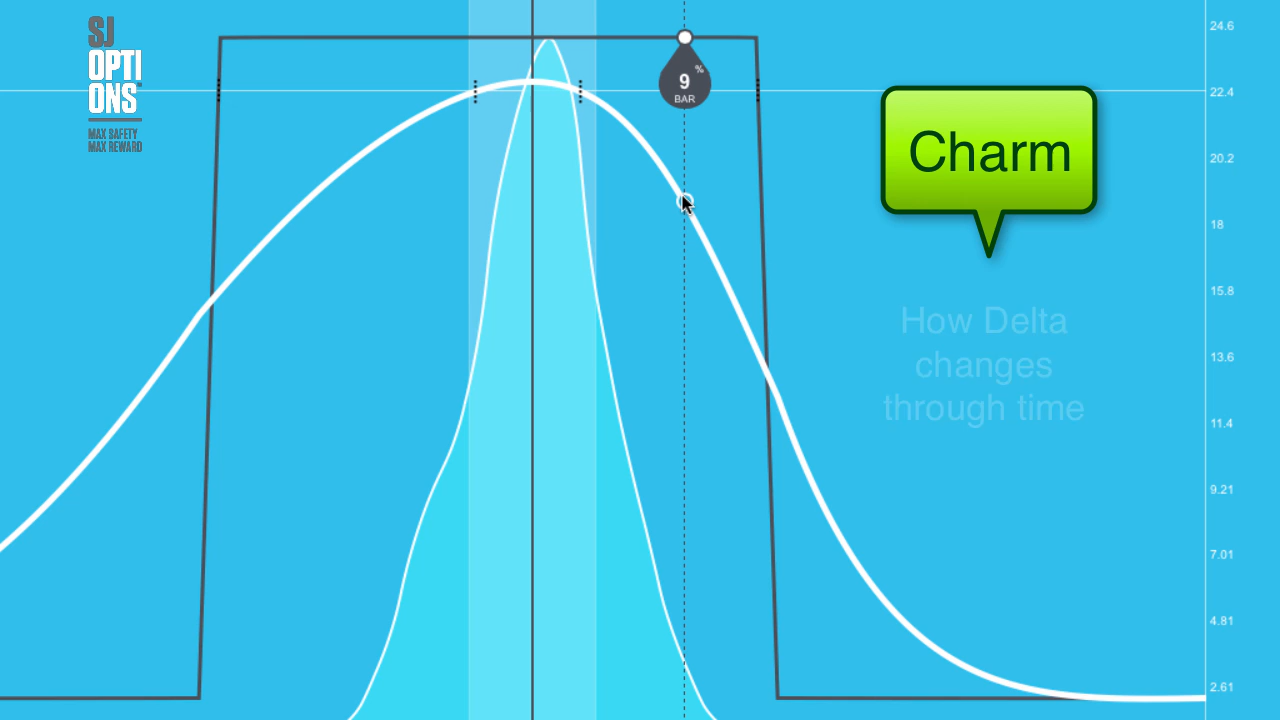 SJ
OPTI
ONS
MAX SAFETY
MAX REWARD
9 %
BAR
Charm
How Delta
changes
through time
24.6
22.4
20.2
18
15.8
13.6
11.4
9.21
7.01
4.81
2.61